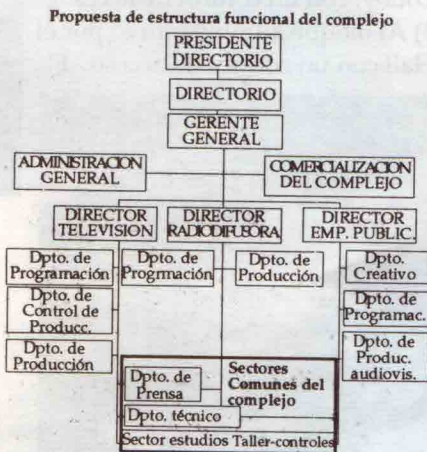 Propuesta de estructura funcional del complejo
PRESIDENTE
DIRECTORIO
DIRECTORIO
GERENTE
GENERAL
ADMINISTRACION
GENERAL
COMERCIALIZACION
DEL COMPLEJO
DIRECTOR
TELEVISION
DIRECTOR
RADIODIFUSORA
DIRECTOR
EMP. PUBLIC.
Dpto. de
Programación
Dpto. de
Progrmación
Dpto. de
Producción
Dpto.
Creativo
Dpto. de
Control de
Producc.
Dpto. de
Programac.
Dpto. de
Producción
Dpto. de
Produc.
audiovis.
Sectores
Comunes del
complejo
Dpto. de
Prensa
Dpto. técnico
Sector estudios Taller-controles